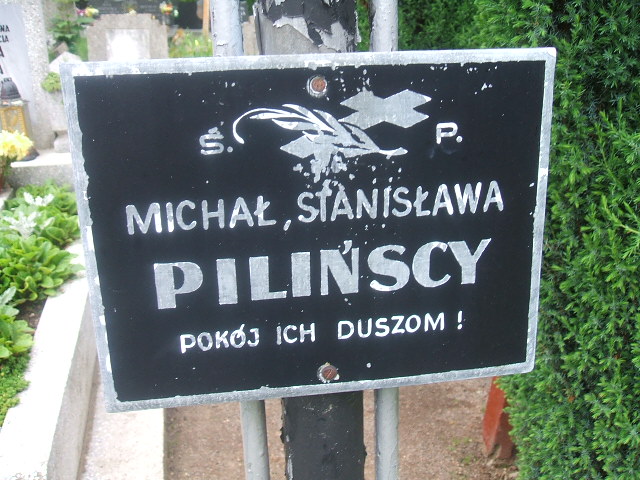 Ś. P.
MICHAŁ, STANISŁAWA
PILIŃSCY
POKÓJ ICH DUSZOM!